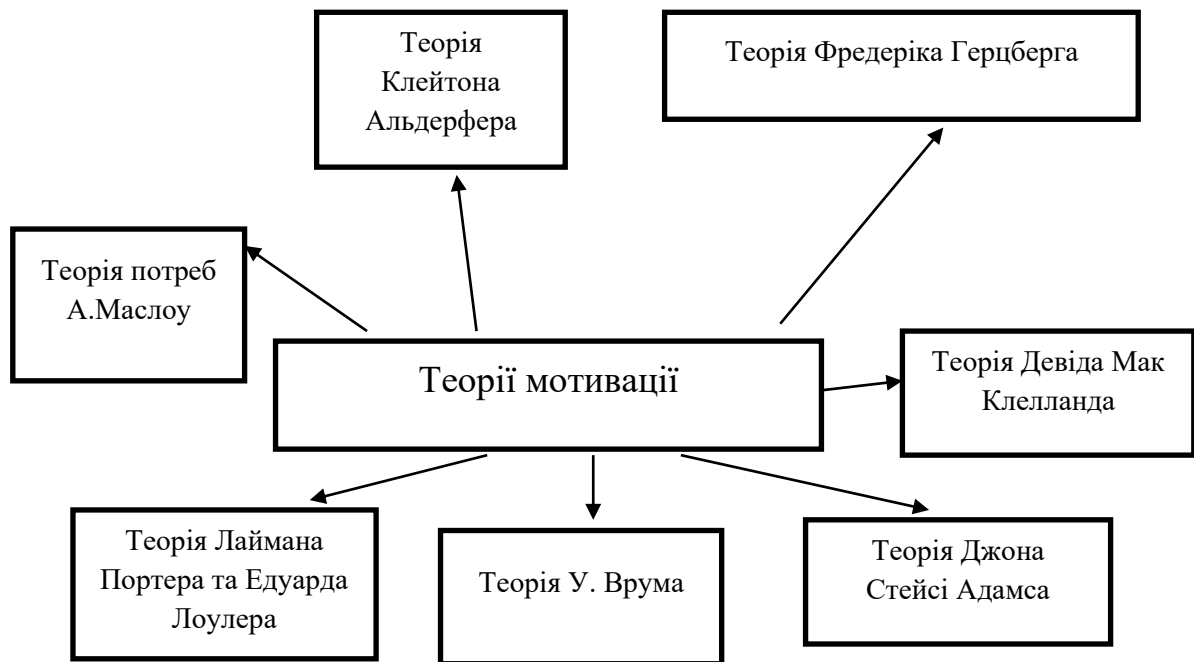 Теорія
Клейтона
Альдерфера
Теорія Фредеріка Герцберга
Теорія потреб
А.Маслоу
Теорії мотивації
Теорія Девіда Мак
Клелланда
Теорія Лаймана
Портера та Едуарда
Лоулера
Теорія У. Врума
Теорія Джона
Стейсі Адамса